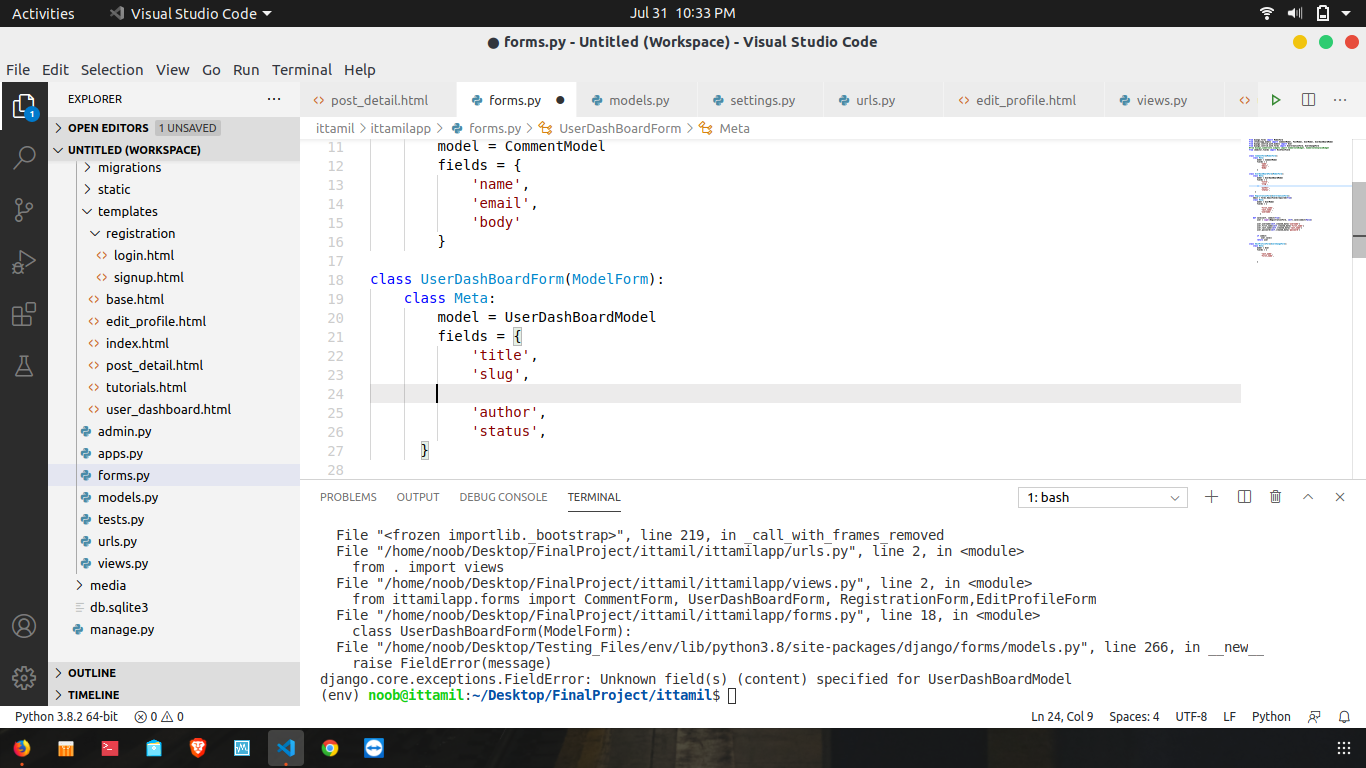 Activities Visual Studio Code Jul 31 10:33 PM
● forms.py - Untitled (Workspace) - Visual Studio Code
File Edit Selection View Go Run Terminal Help
EXPLORER ···
post_detail.html forms.py ● models.py settings.py urls.py edit_profile.html views.py
OPEN EDITORS 1 UNSAVED
ittamil > ittamilapp > forms.py > UserDashBoardForm > Meta
UNTITLED (WORKSPACE)
migrations
static
templates
registration
login.html
signup.html
base.html
edit_profile.html
index.html
post_detail.html
tutorials.html
user_dashboard.html
admin.py
apps.py
forms.py
models.py
tests.py
urls.py
views.py
media
db.sqlite3
manage.py
OUTLINE
TIMELINE
11 model = CommentModel
12 fields = {
13 'name',
14 'email',
15 'body'
16 }
17
18 class UserDashBoardForm(ModelForm):
19 class Meta:
20 model = UserDashBoardModel
21 fields = {
22 'title',
23 'slug',
24
25 'author',
26 'status',
27 }
28
PROBLEMS OUTPUT DEBUG CONSOLE TERMINAL 1: bash
File "<frozen importlib._bootstrap>", line 219, in _call_with_frames_removed
File "/home/noob/Desktop/FinalProject/ittamil/ittamilapp/urls.py", line 2, in <module>
from . import views
File "/home/noob/Desktop/FinalProject/ittamil/ittamilapp/views.py", line 2, in <module>
from ittamilapp.forms import CommentForm, UserDashBoardForm, RegistrationForm,EditProfileForm
File "/home/noob/Desktop/FinalProject/ittamil/ittamilapp/forms.py", line 18, in <module>
class UserDashBoardForm(ModelForm):
File "/home/noob/Desktop/Testing_Files/env/lib/python3.8/site-packages/django/forms/models.py", line 266, in __new__
raise FieldError(message)
django.core.exceptions.FieldError: Unknown field(s) (content) specified for UserDashBoardModel
(env) noob@ittamil:~/Desktop/FinalProject/ittamil$
Python 3.8.2 64-bit 0 0 Ln 24, Col 9 Spaces: 4 UTF-8 LF Python